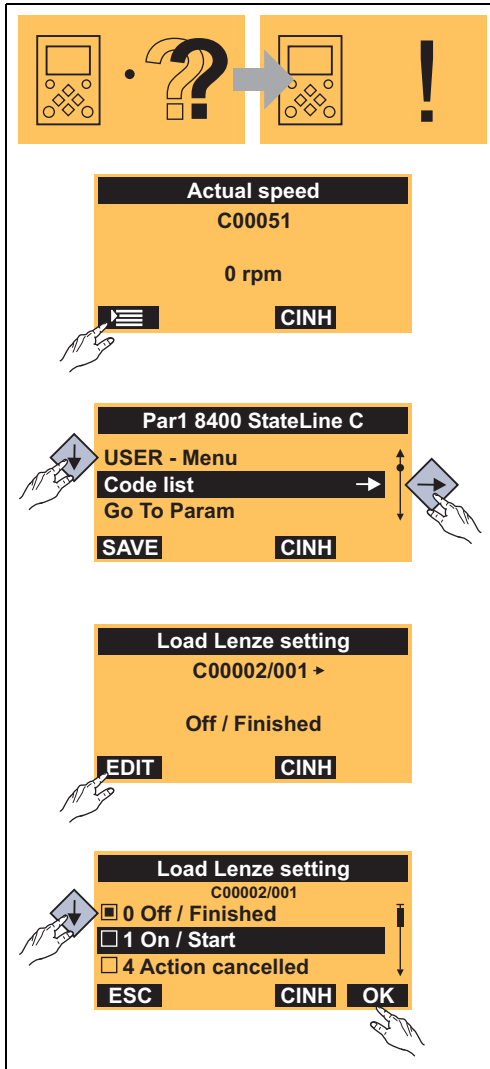 ??
!
Actual speed
C00051
0 rpm
CINH
Par1 8400 StateLine C
USER - Menu
Code list
Go To Param
SAVE CINH
Load Lenze setting
C00002/001
Off / Finished
EDIT CINH
Load Lenze setting
C00002/001
0 Off / Finished
1 On / Start
4 Action cancelled
ESC CINH OK